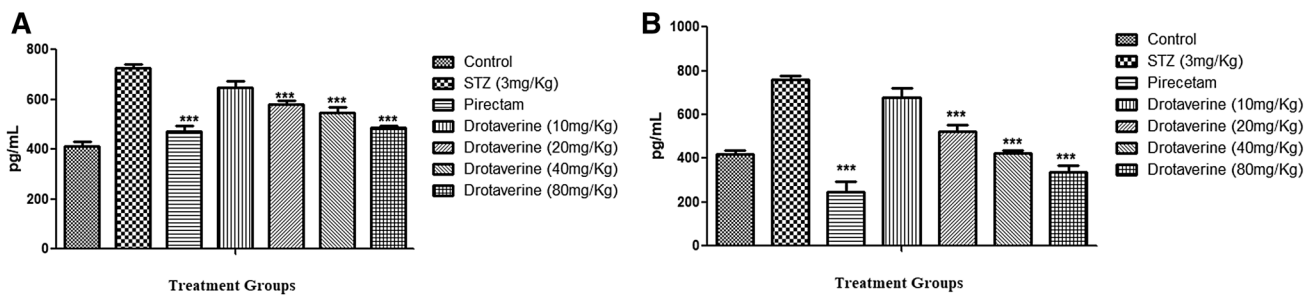 A
800
600
400
200
0
pg/mL
***
***
***
***
Treatment Groups
Control
STZ (3mg/Kg)
Pirectam
Drotaverine (10mg/Kg)
Drotaverine (20mg/Kg)
Drotaverine (40mg/Kg)
Drotaverine (80mg/Kg)
B
1000
800
600
400
200
0
pg/mL
***
***
***
***
Treatment Groups
Control
STZ (3mg/Kg)
Pirecetam
Drotaverine (10mg/Kg)
Drotaverine (20mg/Kg)
Drotaverine (40mg/Kg)
Drotaverine (80mg/Kg)